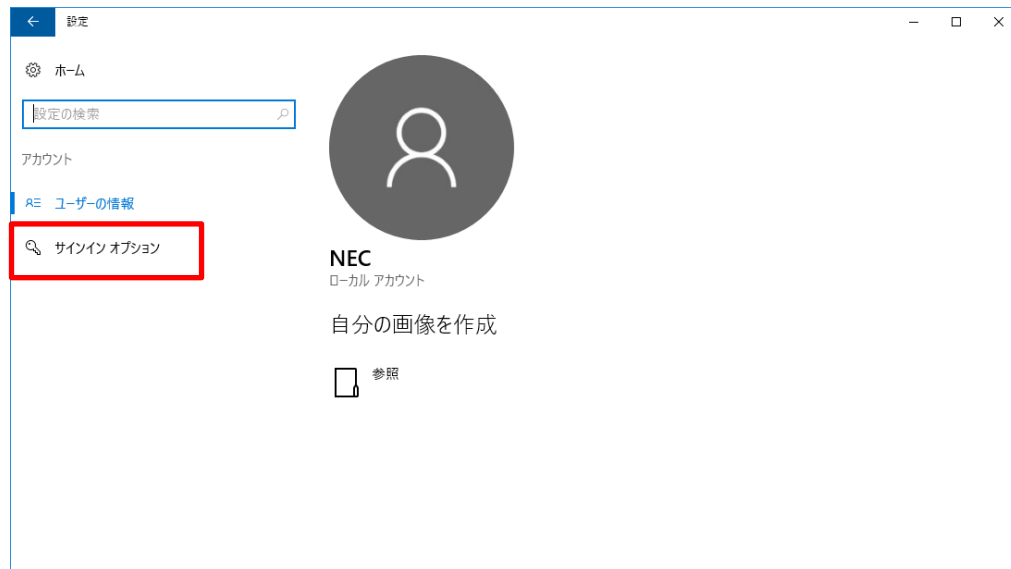 設定
ホーム
設定の検索
アカウント
ユーザーの情報
サインイン オプション
NEC
ローカル アカウント
自分の画像を作成
参照